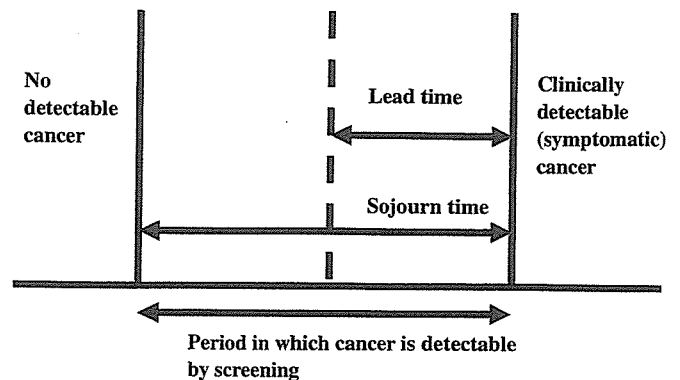 No
detectable
cancer
Lead time
Clinically
detectable
(symptomatic)
cancer
Sojourn time
Period in which cancer is detectable
by screening